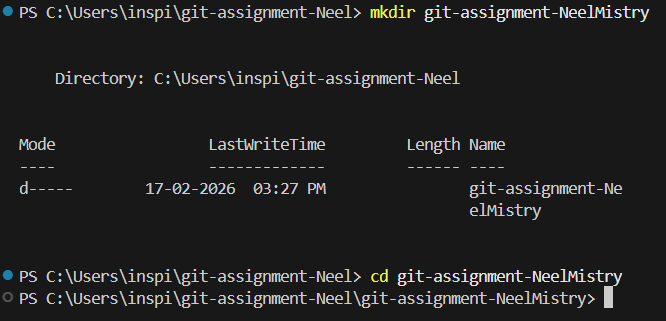 PS C:\Users\inspi\git-assignment-Neel> mkdir git-assignment-NeelMistry
Directory: C:\Users\inspi\git-assignment-Neel
Mode LastWriteTime Length Name
---- ------------- ------ ----
d----- 17-02-2026 03:27 PM git-assignment-Ne
elMistry
PS C:\Users\inspi\git-assignment-Neel> cd git-assignment-NeelMistry
PS C:\Users\inspi\git-assignment-Neel\git-assignment-NeelMistry>